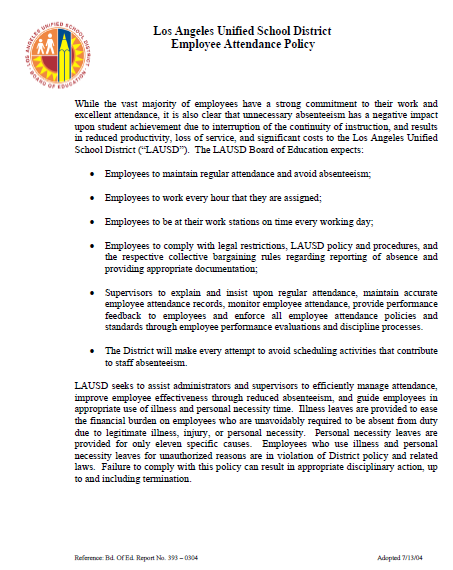 LOS ANGELES UNIFIED SCHOOL DISTRICT
BOARD OF EDUCATION
Los Angeles Unified School District
Employee Attendance Policy
While the vast majority of employees have a strong commitment to their work and
excellent attendance, it is also clear that unnecessary absenteeism has a negative impact
upon student achievement due to interruption of the continuity of instruction, and results
in reduced productivity, loss of service, and significant costs to the Los Angeles Unified
School District (“LAUSD”). The LAUSD Board of Education expects:
• Employees to maintain regular attendance and avoid absenteeism;
• Employees to work every hour that they are assigned;
• Employees to be at their work stations on time every working day;
• Employees to comply with legal restrictions, LAUSD policy and procedures, and
the respective collective bargaining rules regarding reporting of absence and
providing appropriate documentation;
• Supervisors to explain and insist upon regular attendance, maintain accurate
employee attendance records, monitor employee attendance, provide performance
feedback to employees and enforce all employee attendance policies and
standards through employee performance evaluations and discipline processes.
• The District will make every attempt to avoid scheduling activities that contribute
to staff absenteeism.
LAUSD seeks to assist administrators and supervisors to efficiently manage attendance,
improve employee effectiveness through reduced absenteeism, and guide employees in
appropriate use of illness and personal necessity time. Illness leaves are provided to ease
the financial burden on employees who are unavoidably required to be absent from duty
due to legitimate illness, injury, or personal necessity. Personal necessity leaves are
provided for only eleven specific causes. Employees who use illness and personal
necessity leaves for unauthorized reasons are in violation of District policy and related
laws. Failure to comply with this policy can result in appropriate disciplinary action, up
to and including termination.
Reference: Bd. Of Ed. Report No. 393 – 0304 Adopted 7/13/04